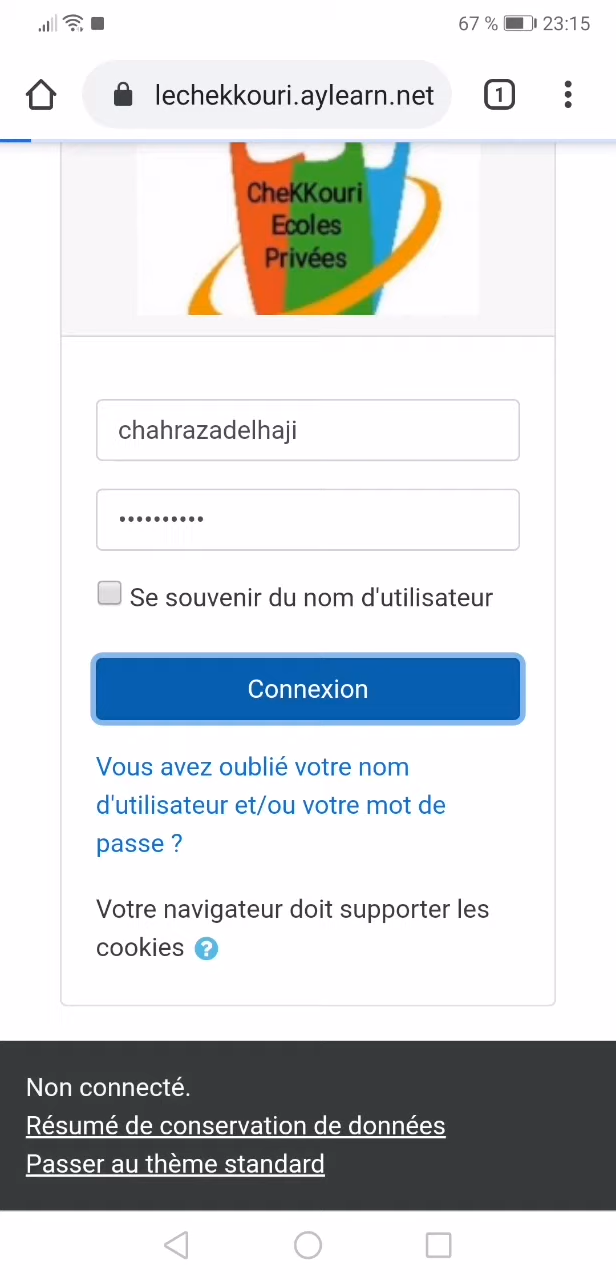 67 % 23:15
lechekkouri.aylearn.net 1
CheKKouri
Ecoles
Privées
chahrazadelhaji
••••••••••
Se souvenir du nom d'utilisateur
Connexion
Vous avez oublié votre nom
d'utilisateur et/ou votre mot de
passe ?
Votre navigateur doit supporter les
cookies ?
Non connecté.
Résumé de conservation de données
Passer au thème standard